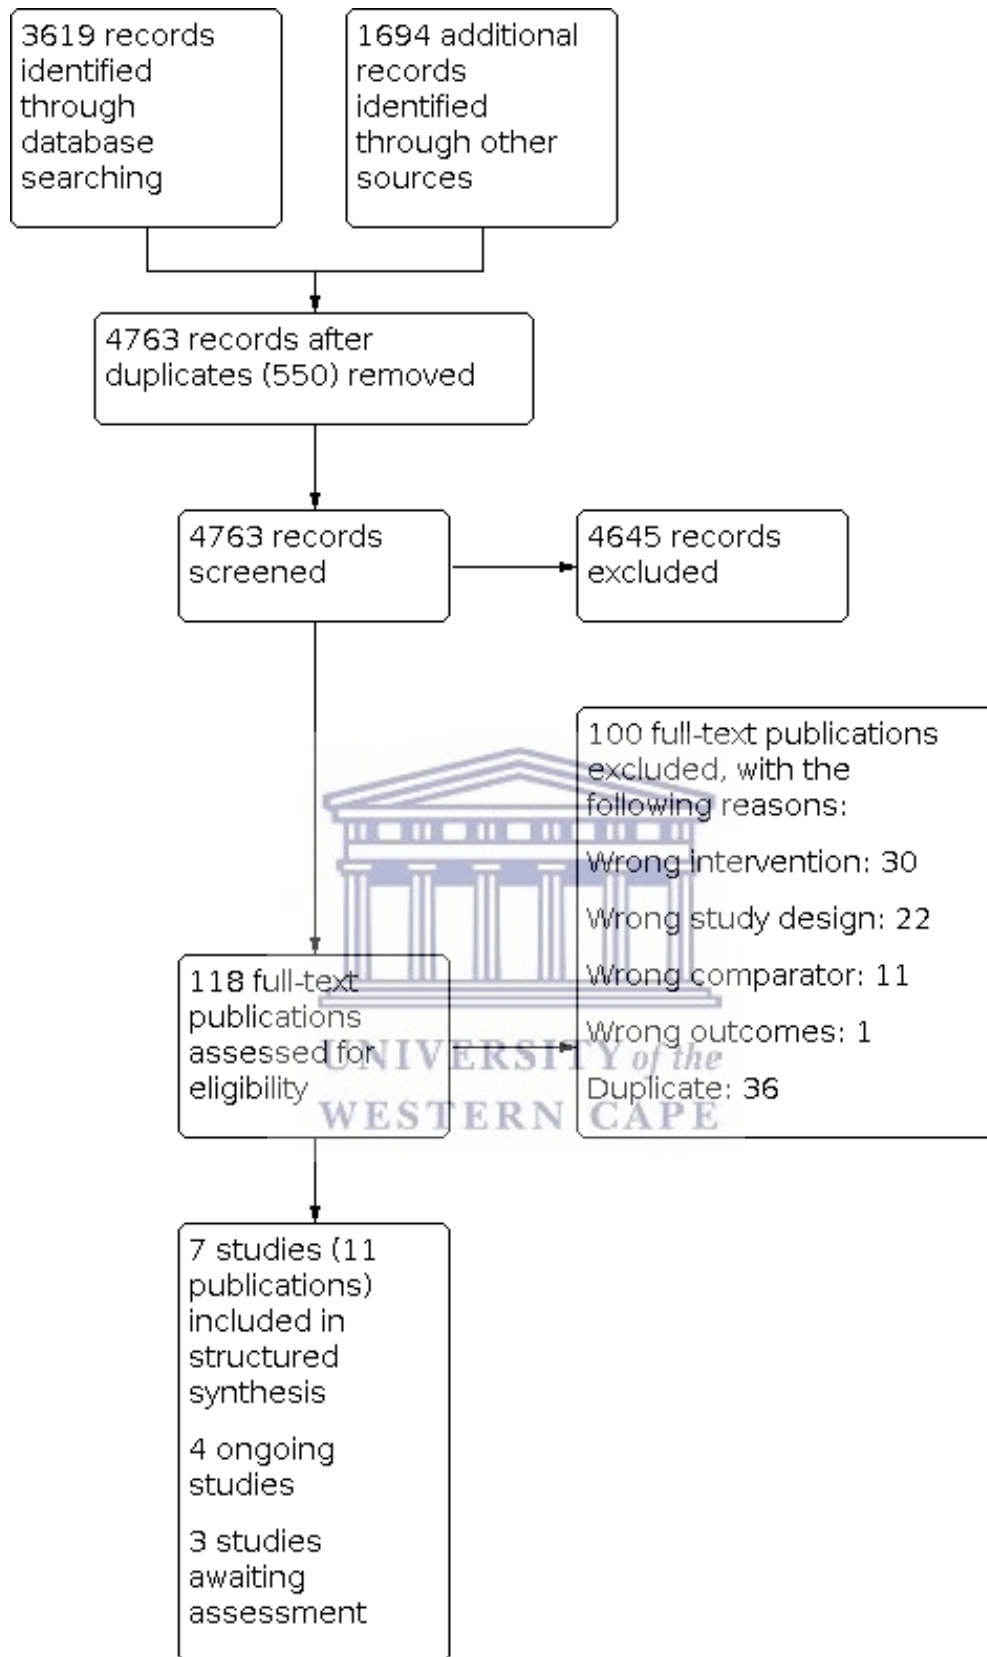 3619 records
identified
through
database
searching
1694 additional
records
identified
through other
sources
4763 records after
duplicates (550) removed
4763 records
screened
4645 records
excluded
100 full-text publications
excluded, with the
following reasons:
Wrong intervention: 30
Wrong study design: 22
Wrong comparator: 11
Wrong outcomes: 1
Duplicate: 36
118 full-text
publications
assessed for
eligibility
UNIVERSITY of the
WESTERN CAPE
7 studies (11
publications)
included in
structured
synthesis
4 ongoing
studies
3 studies
awaiting
assessment